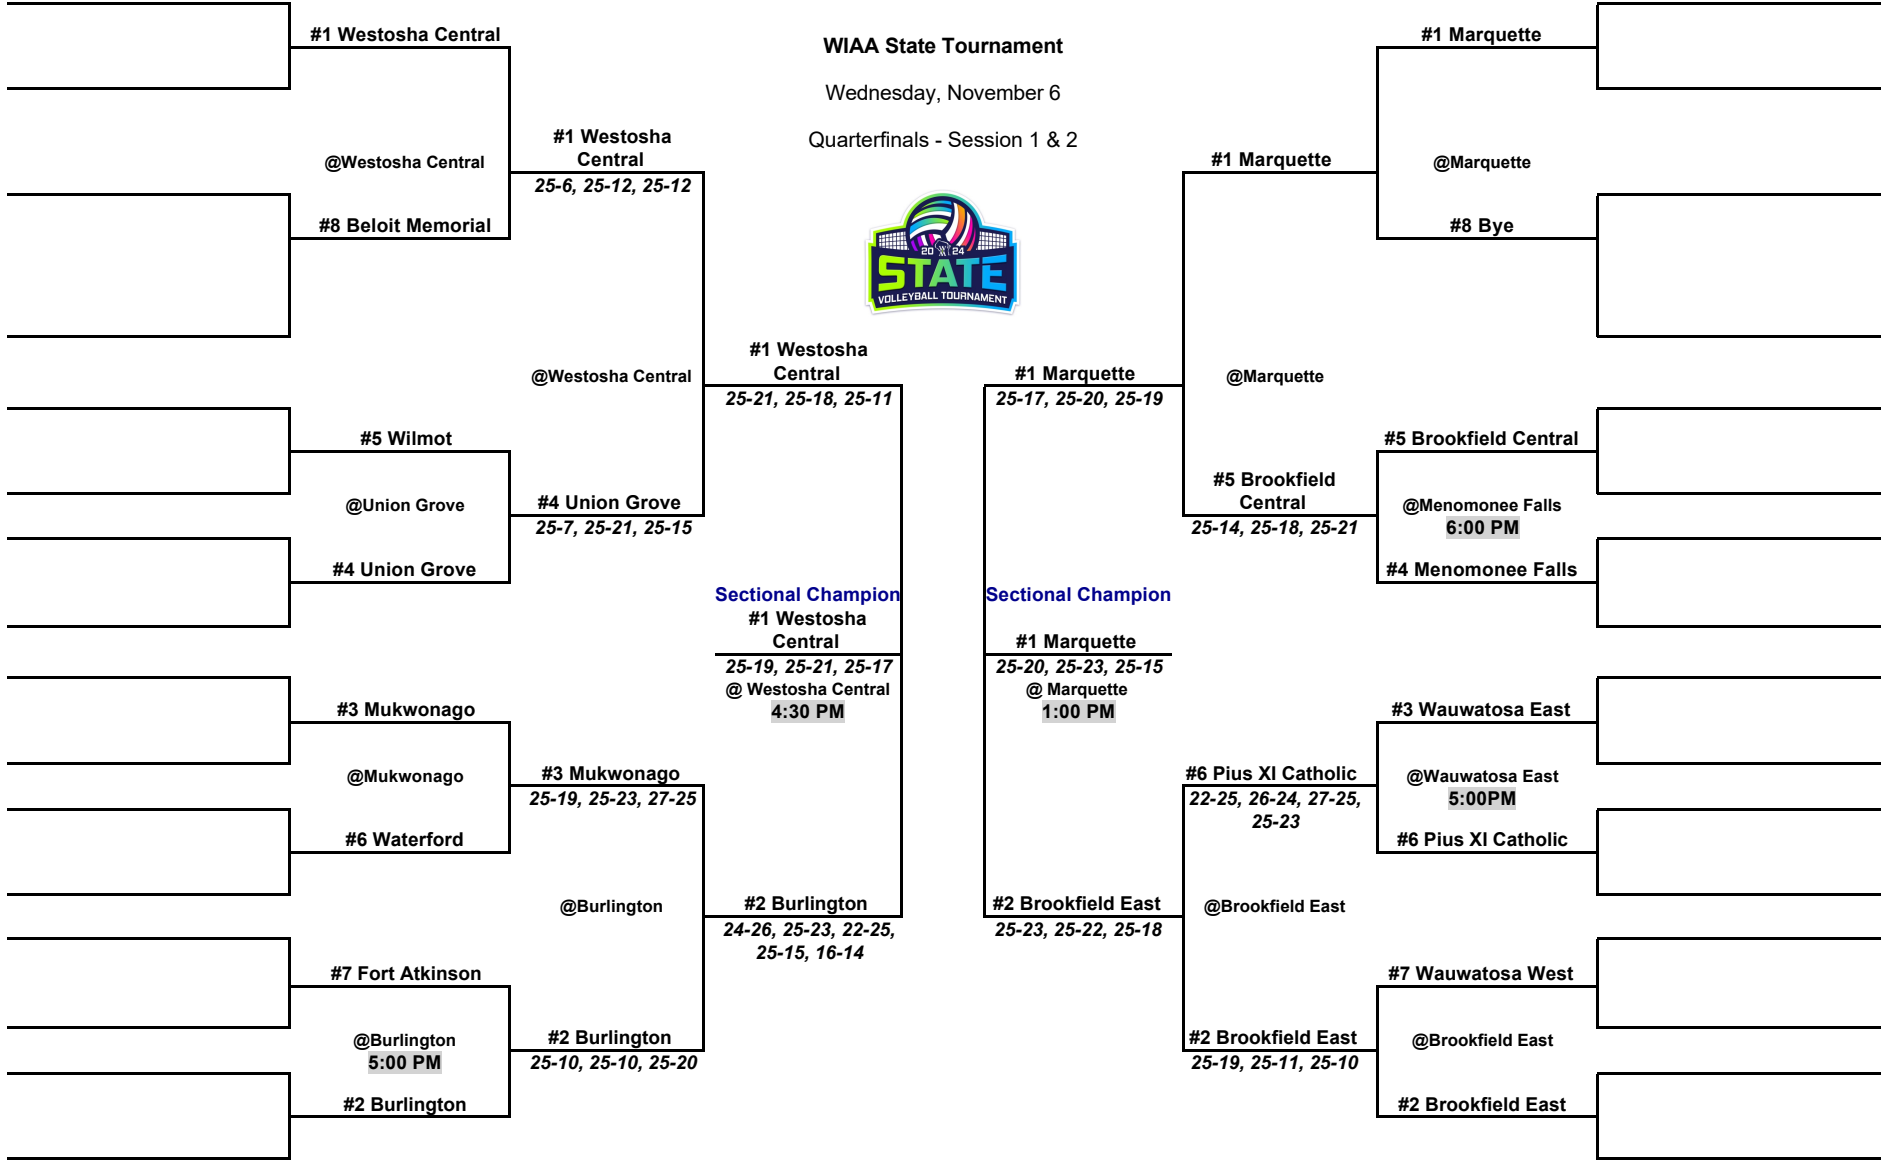 #1 Westosha Central
@Westosha Central
#8 Beloit Memorial
#5 Wilmot
@Union Grove
#4 Union Grove
#3 Mukwonago
@Mukwonago
#6 Waterford
#7 Fort Atkinson
@Burlington
5:00 PM
#2 Burlington
#1 Westosha
Central
25-6, 25-12, 25-12
@Westosha Central
#4 Union Grove
25-7, 25-21, 25-15
#3 Mukwonago
25-19, 25-23, 27-25
@Burlington
#2 Burlington
25-10, 25-10, 25-20
#1 Westosha
Central
25-21, 25-18, 25-11
Sectional Champion
#1 Westosha
Central
25-19, 25-21, 25-17
@ Westosha Central
4:30 PM
#2 Burlington
24-26, 25-23, 22-25,
25-15, 16-14
WIAA State Tournament
Wednesday, November 6
Quarterfinals - Session 1 & 2
20 24
STATE
VOLLEYBALL TOURNAMENT
#1 Marquette
25-17, 25-20, 25-19
Sectional Champion
#1 Marquette
25-20, 25-23, 25-15
@ Marquette
1:00 PM
#2 Brookfield East
25-23, 25-22, 25-18
#1 Marquette
@Marquette
#5 Brookfield
Central
25-14, 25-18, 25-21
#6 Pius XI Catholic
22-25, 26-24, 27-25,
25-23
@Brookfield East
#2 Brookfield East
25-19, 25-11, 25-10
#1 Marquette
@Marquette
#8 Bye
#5 Brookfield Central
@Menomonee Falls
6:00 PM
#4 Menomonee Falls
#3 Wauwatosa East
@Wauwatosa East
5:00PM
#6 Pius XI Catholic
#7 Wauwatosa West
@Brookfield East
#2 Brookfield East